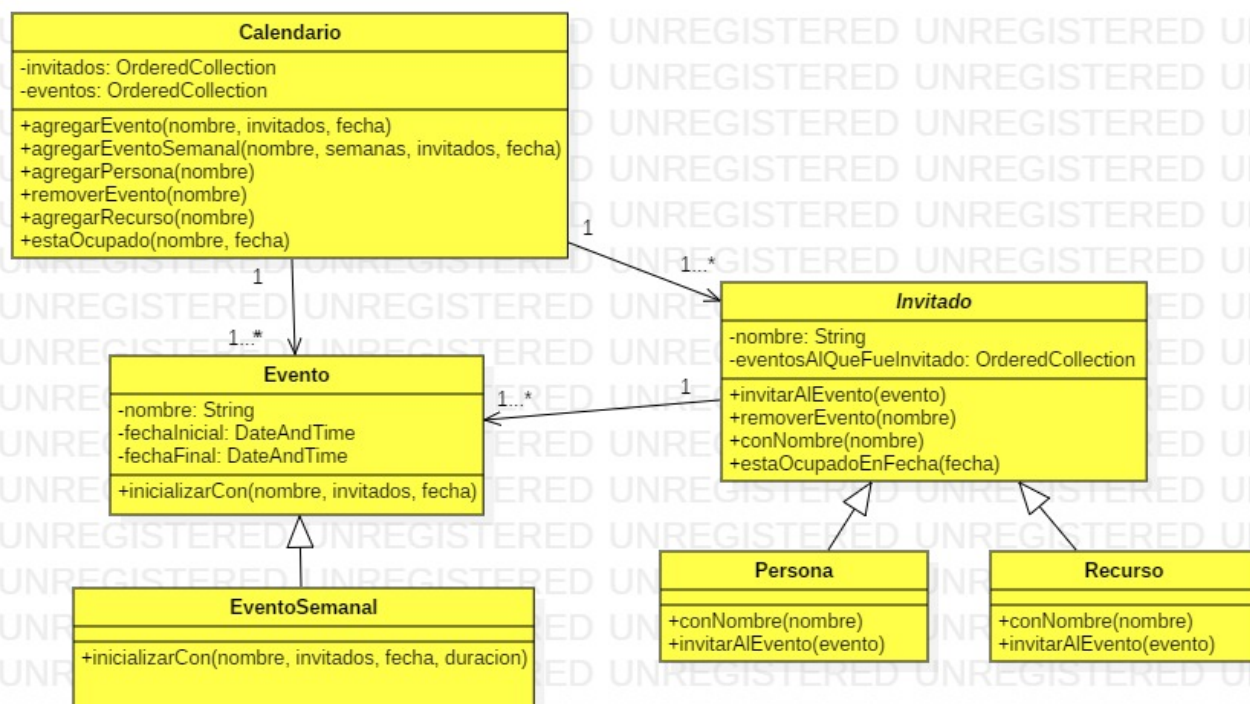 Calendario
-invitados: OrderedCollection
-eventos: OrderedCollection
+agregarEvento(nombre, invitados, fecha)
+agregarEventoSemanal(nombre, semanas, invitados, fecha)
+agregarPersona(nombre)
+removerEvento(nombre)
+agregarRecurso(nombre)
+estaOcupado(nombre, fecha)
1
1...*
1
1...*
Invitado
-nombre: String
-eventosAlQueFueInvitado: OrderedCollection
+invitarAlEvento(evento)
+removerEvento(nombre)
+conNombre(nombre)
+estaOcupadoEnFecha(fecha)
1
1...*
Evento
-nombre: String
-fechaInicial: DateAndTime
-fechaFinal: DateAndTime
+inicializarCon(nombre, invitados, fecha)
EventoSemanal
+inicializarCon(nombre, invitados, fecha, duracion)
Persona
+conNombre(nombre)
+invitarAlEvento(evento)
Recurso
+conNombre(nombre)
+invitarAlEvento(evento)
UNREGISTERED UNREGISTERED